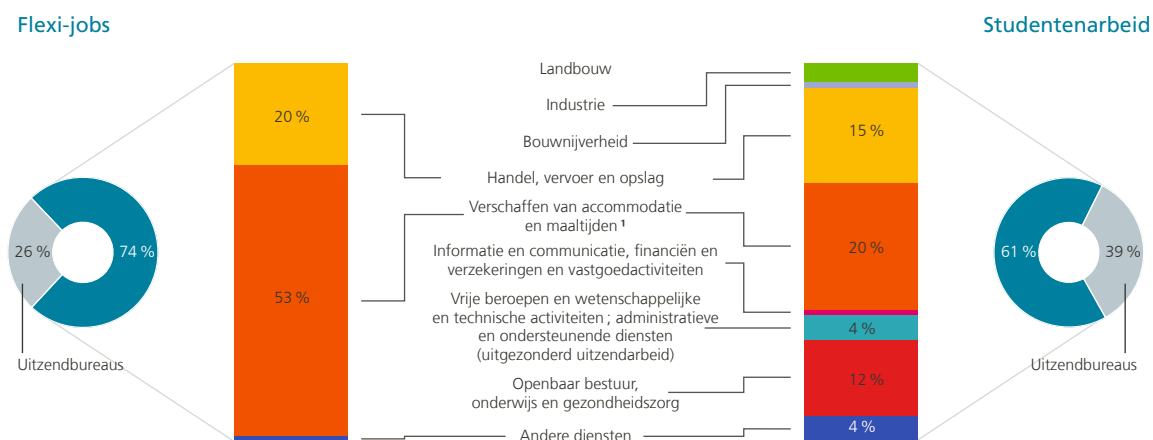 Flexi-jobs
Studentenarbeid
Landbouw
Industrie
Bouwnijverheid
Handel, vervoer en opslag
Verschaffen van accommodatie
en maaltijden ¹
Informatie en communicatie, financiën en
verzekeringen en vastgoedactiviteiten
Vrije beroepen en wetenschappelijke
en technische activiteiten ; administratieve
en ondersteunende diensten
(uitgezonderd uitzendarbeid)
Openbaar bestuur,
onderwijs en gezondheidszorg
Andere diensten
20 %
53 %
26 %
74 %
Uitzendbureaus
15 %
20 %
4 %
12 %
4 %
61 %
39 %
Uitzendbureaus